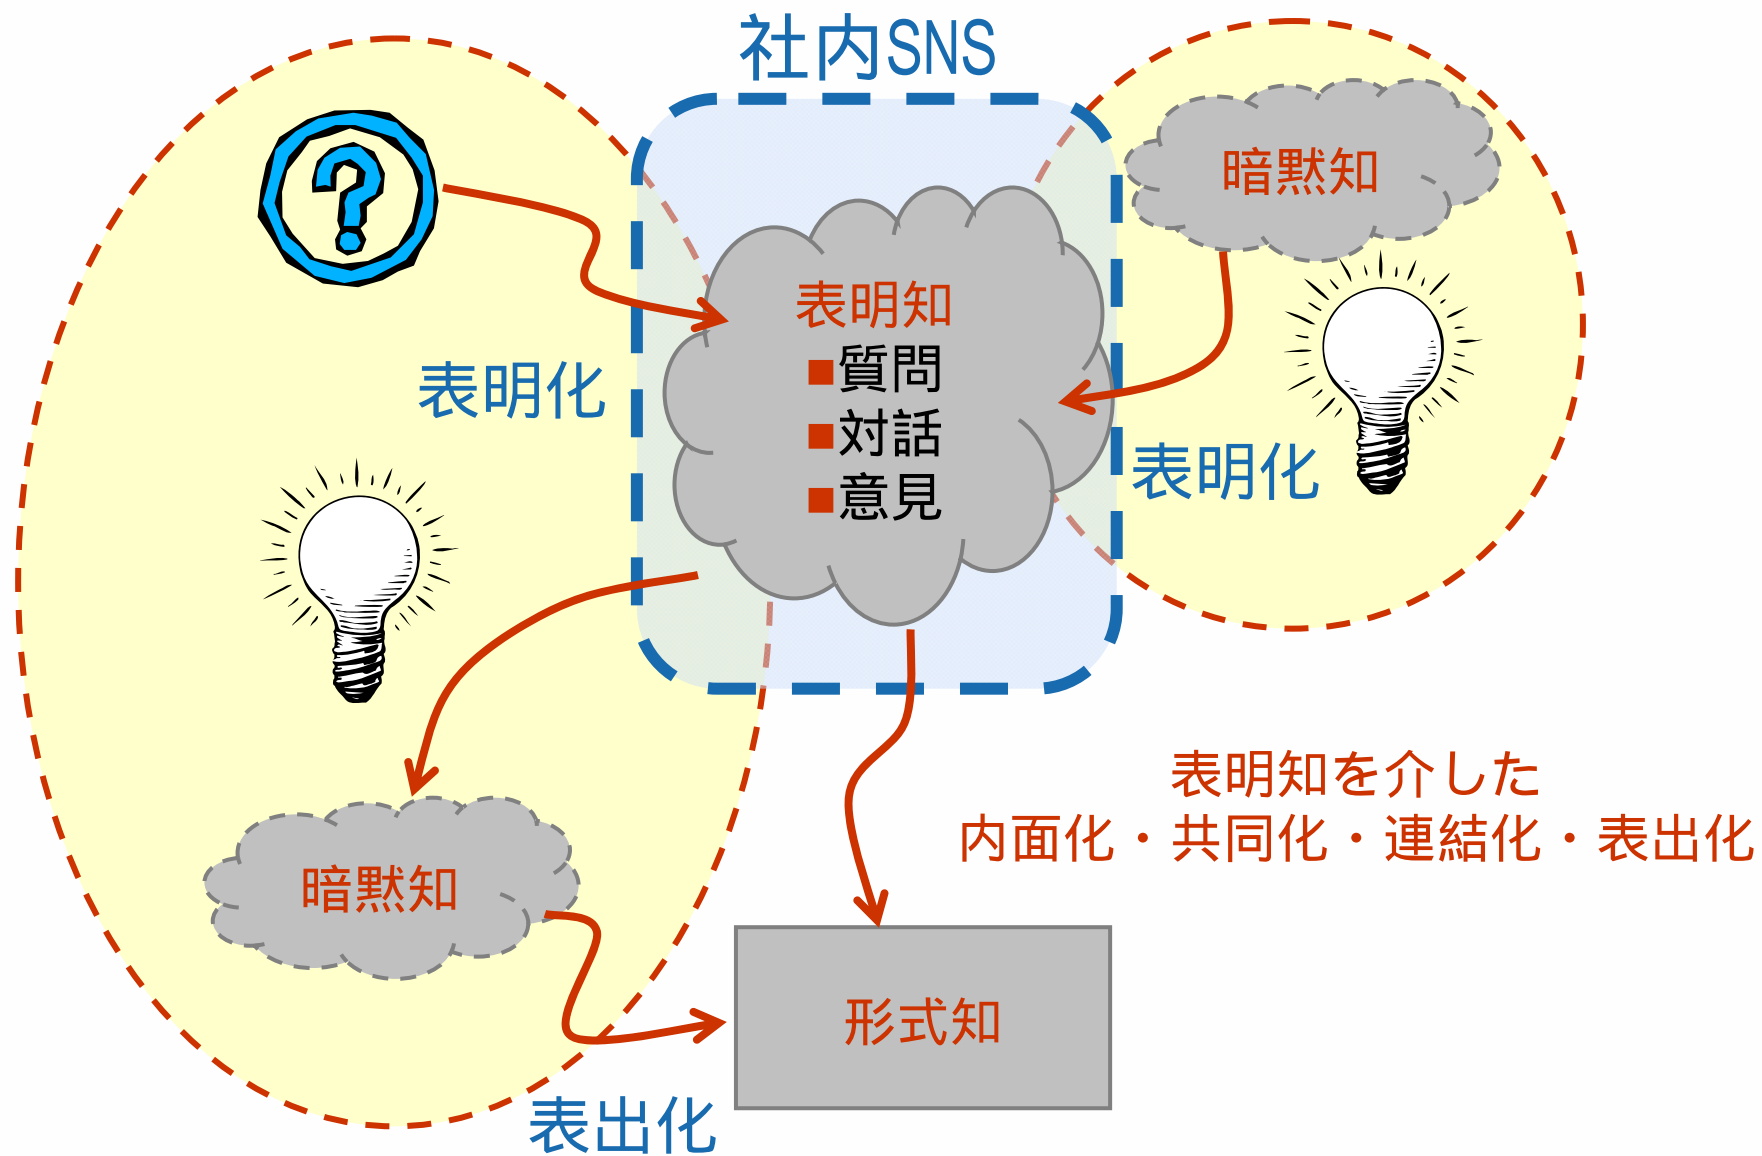 社内SNS
暗黙知
表明知
■質問
■対話
■意見
表明化
表明化
表明知を介した
内面化・共同化・連結化・表出化
暗黙知
形式知
表出化